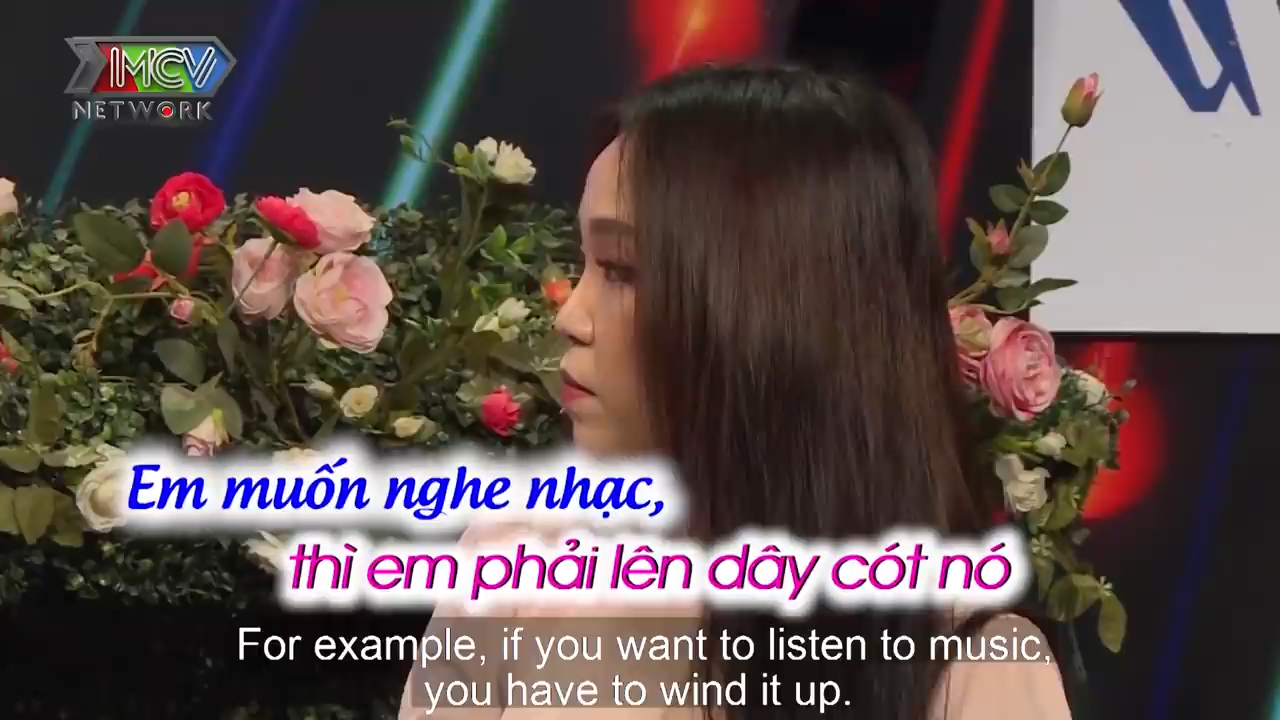 MCV
NETWORK
Em muốn nghe nhạc,
thì em phải lên dây cót nó
For example, if you want to listen to music,
you have to wind it up.